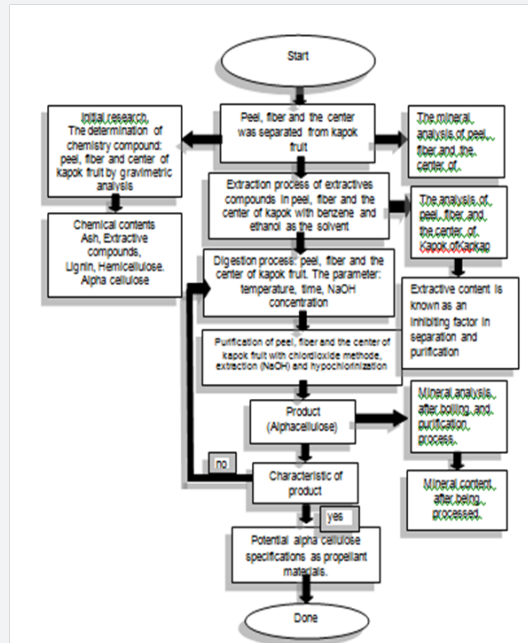 Start
Peel, fiber and the center
was separated from kapok
fruit
Initial research.
The determination of
chemistry compound:
peel, fiber and center of
kapok fruit by gravimetric
analysis
The mineral
analysis of peel,
fiber and the
center of.
Extraction process of extractives
compounds in peel, fiber and the
center of kapok with benzene and
ethanol as the solvent
The analysis of
peel, fiber and
the center of
Kapok ofKapkap
Chemical contents
Ash, Extractive
compounds,
Lignin, Hemicellulose.
Alpha cellulose
Digestion process: peel, fiber and the
center of kapok fruit. The parameter:
temperature, time, NaOH
concentration
Extractive content is
known as an
inhibiting factor in
separation and
purification
Purification of peel, fiber and the center of
kapok fruit with chlordioxide methode,
extraction (NaOH) and hypochlorinization
Product
(Alphacellulose)
Mineral analysis
after boiling and
purification
process.
no
Characteristic of
product
Mineral content
after being
processed.
yes
Potential alpha cellulose
specifications as propellant
materials.
Done